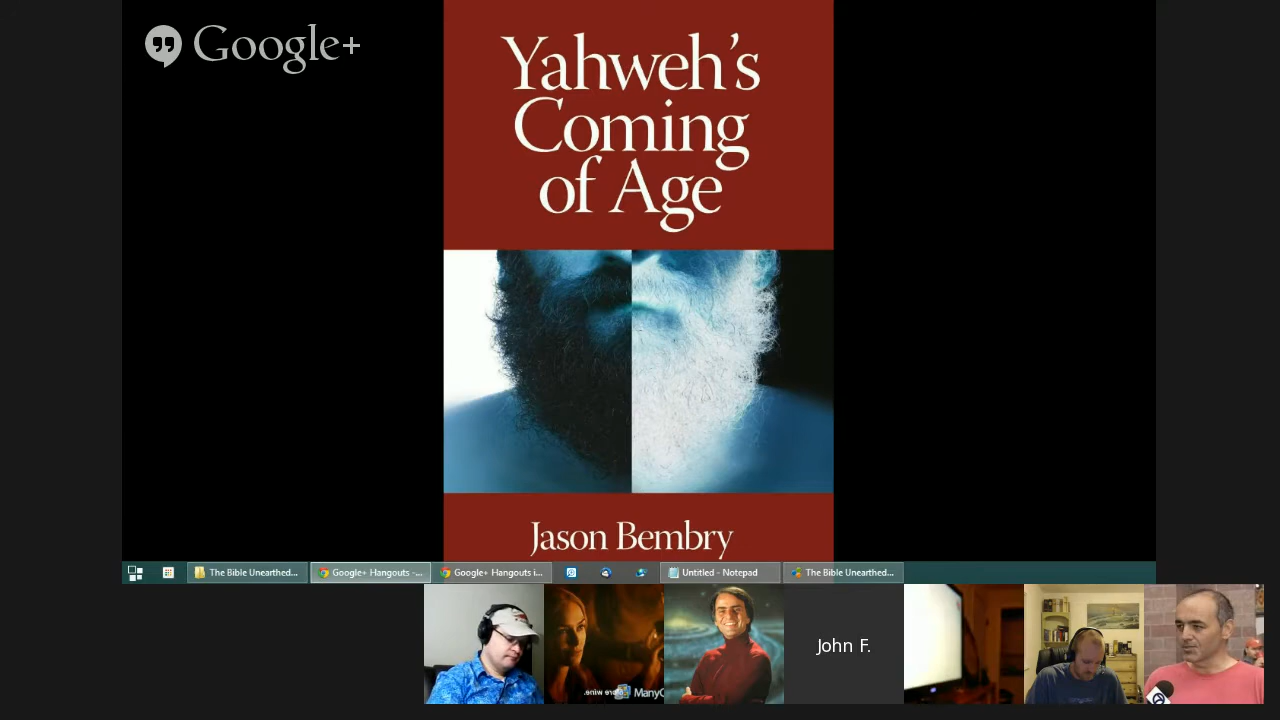 Google+
Yahweh's
Coming
of Age
Jason Bembry
The Bible Unearthed...
Google+ Hangouts -...
Google+ Hangouts i...
Untitled - Notepad
The Bible Unearthed...
ManyC
John F.